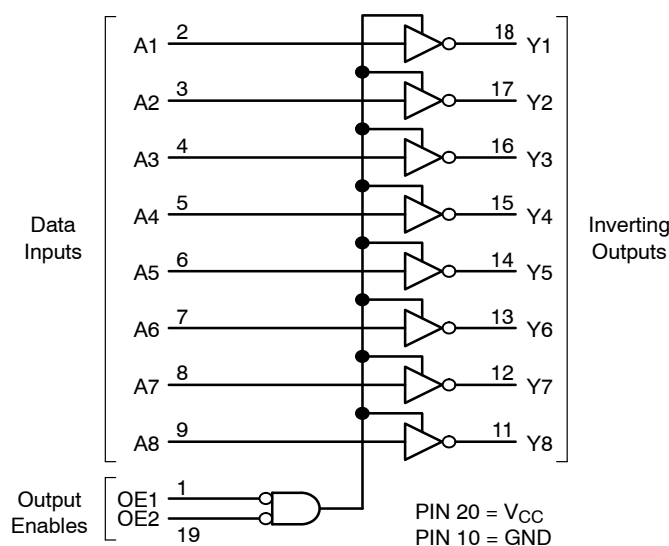 A1 2 18 Y1
A2 3 17 Y2
A3 4 16 Y3
A4 5 15 Y4
Data
Inputs
Inverting
Outputs
A5 6 14 Y5
A6 7 13 Y6
A7 8 12 Y7
A8 9 11 Y8
Output
Enables
OE1 1
OE2 19
PIN 20 = VCC
PIN 10 = GND